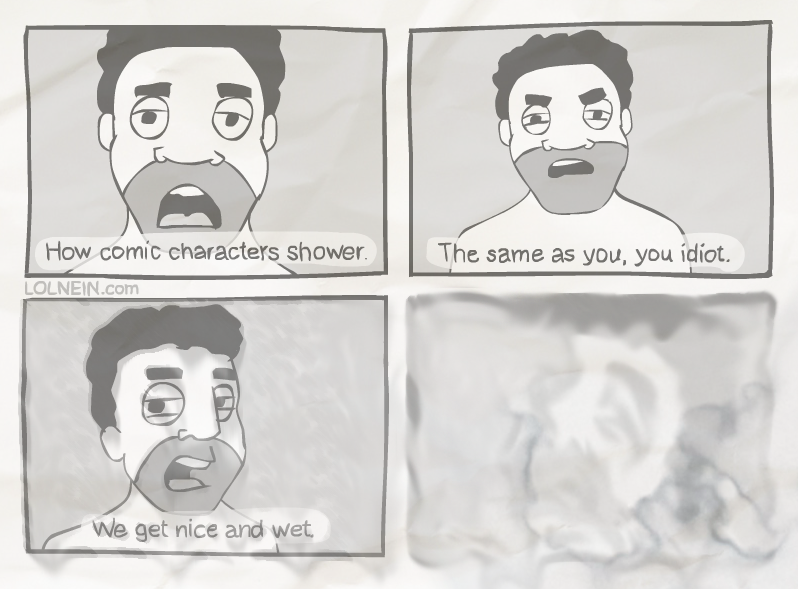 How comic characters shower.
The same as you, you idiot.
LOLNEIN.com
We get nice and wet.